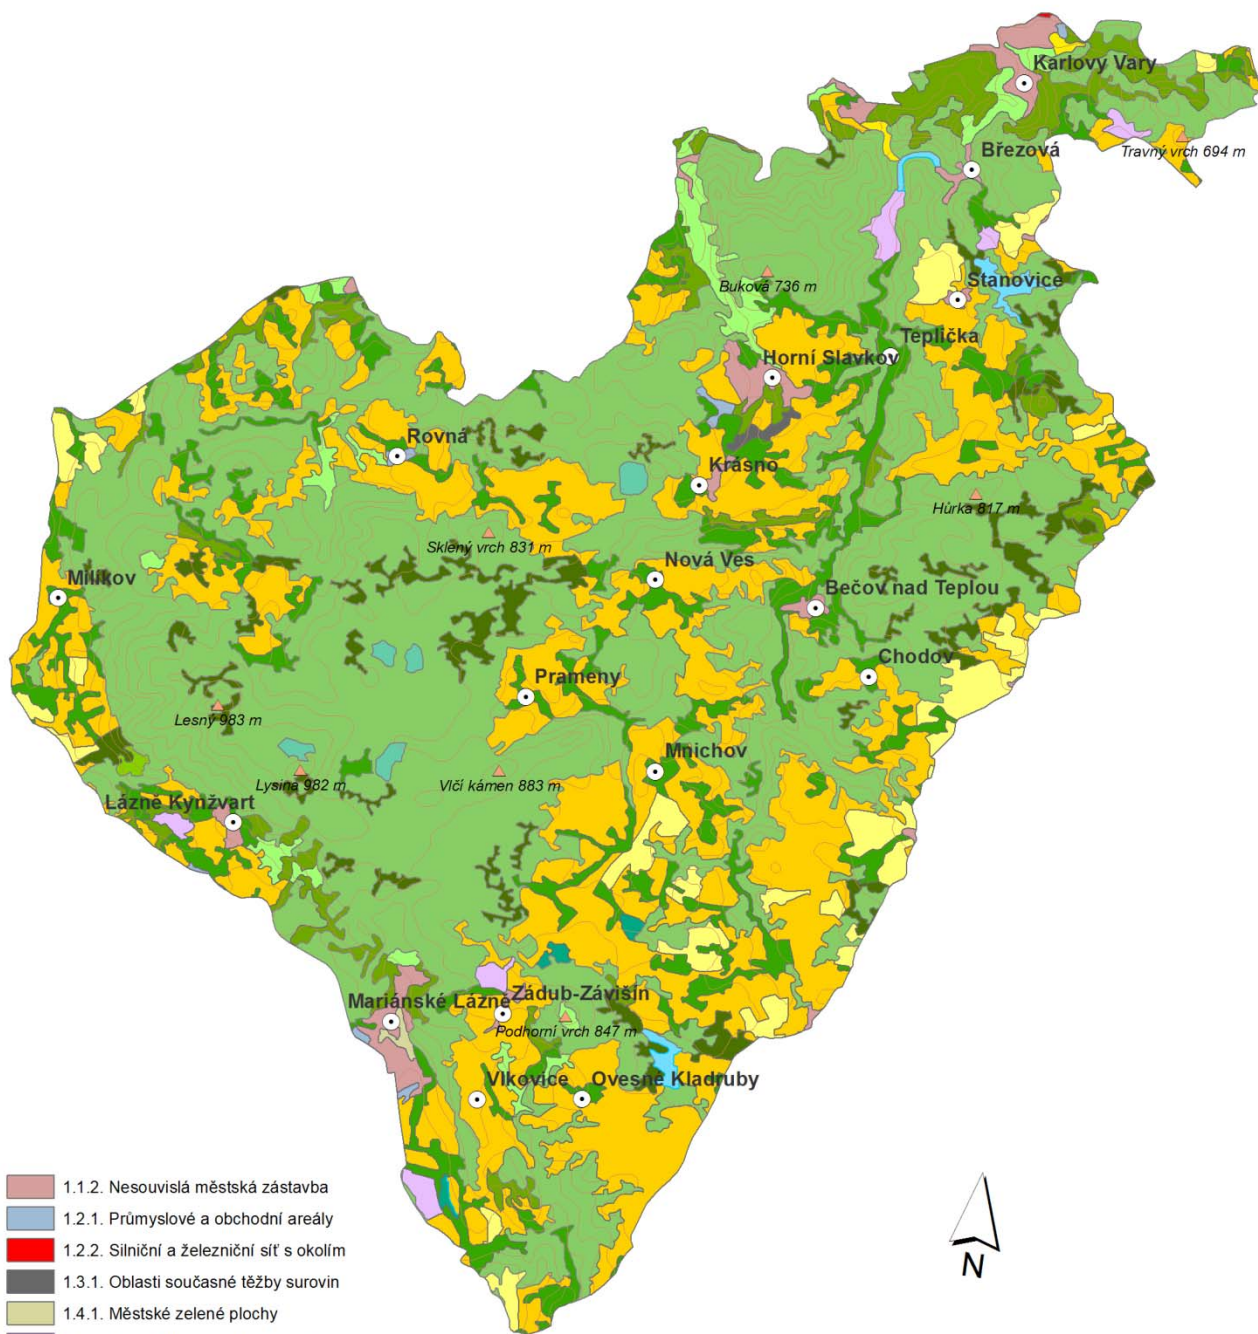 Karlovy Vary
Březová
Travný vrch 694 m
Buková 736 m
Stanovice
Teplička
Horní Slavkov
Rovná
Krásno
Hůrka 817 m
Sklený vrch 831 m
Nová Ves
Milíkov
Bečov nad Teplou
Chodov
Prameny
Lesný 983 m
Mnichov
Lysina 982 m
Vlčí kámen 883 m
Lázně Kynžvart
Zádub-Závišín
Mariánské Lázně
Podhorní vrch 847 m
Vlkovice
Ovesné Kladruby
1.1.2. Nesouvislá městská zástavba
1.2.1. Průmyslové a obchodní areály
1.2.2. Silniční a železniční síť s okolím
1.3.1. Oblasti současné těžby surovin
1.4.1. Městské zelené plochy
N